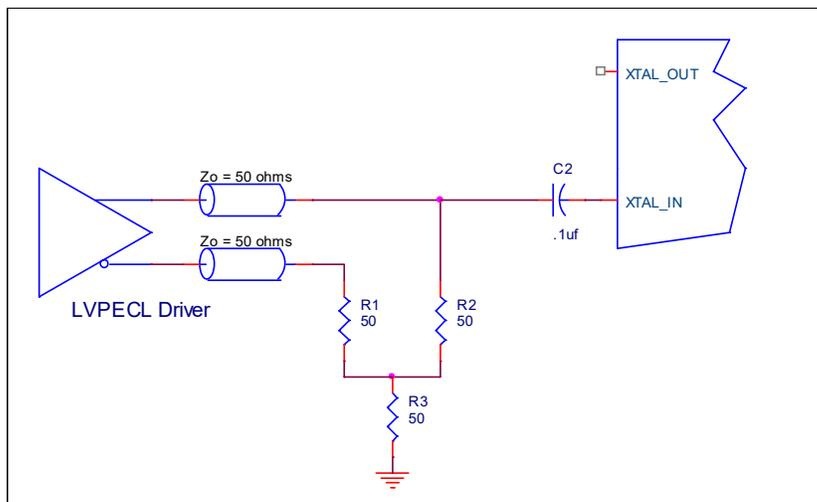 XTAL_OUT
Zo = 50 ohms
C2
XTAL_IN
.1uf
Zo = 50 ohms
LVPECL Driver
R1
50
R2
50
R3
50